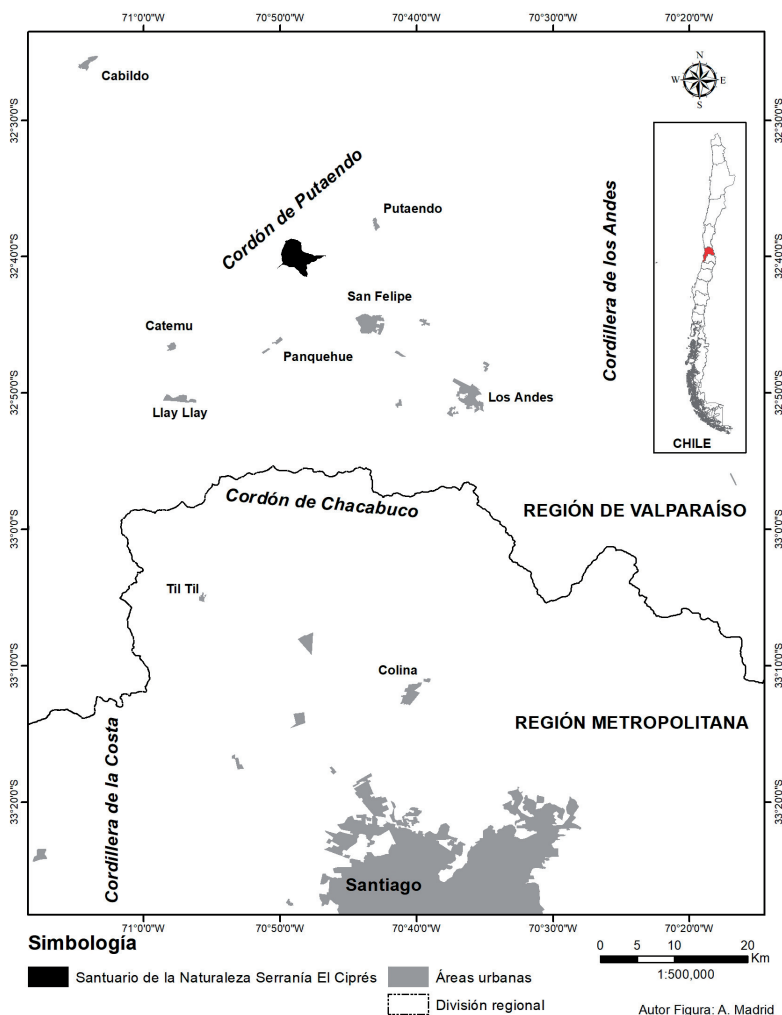 71°0'0"W 70°50'0"W 70°40'0"W 70°30'0"W 70°20'0"W
32°30'0"S 32°30'0"S
32°40'0"S 32°40'0"S
32°50'0"S 32°50'0"S
33°0'0"S 33°0'0"S
33°10'0"S 33°10'0"S
33°20'0"S 33°20'0"S
Cabildo
N
W E
S
Cordón de Putaendo
Putaendo
Cordillera de los Andes
San Felipe
Catemu
Panquehue
Los Andes
Llay Llay
CHILE
Cordón de Chacabuco
REGIÓN DE VALPARAÍSO
Til Til
Colina
REGIÓN METROPOLITANA
Cordillera de la Costa
Santiago
71°0'0"W 70°50'0"W 70°40'0"W 70°30'0"W 70°20'0"W
Simbología
Santuario de la Naturaleza Serranía El Ciprés
Áreas urbanas
División regional
0 5 10 20
Km
1:500,000
Autor Figura: A. Madrid